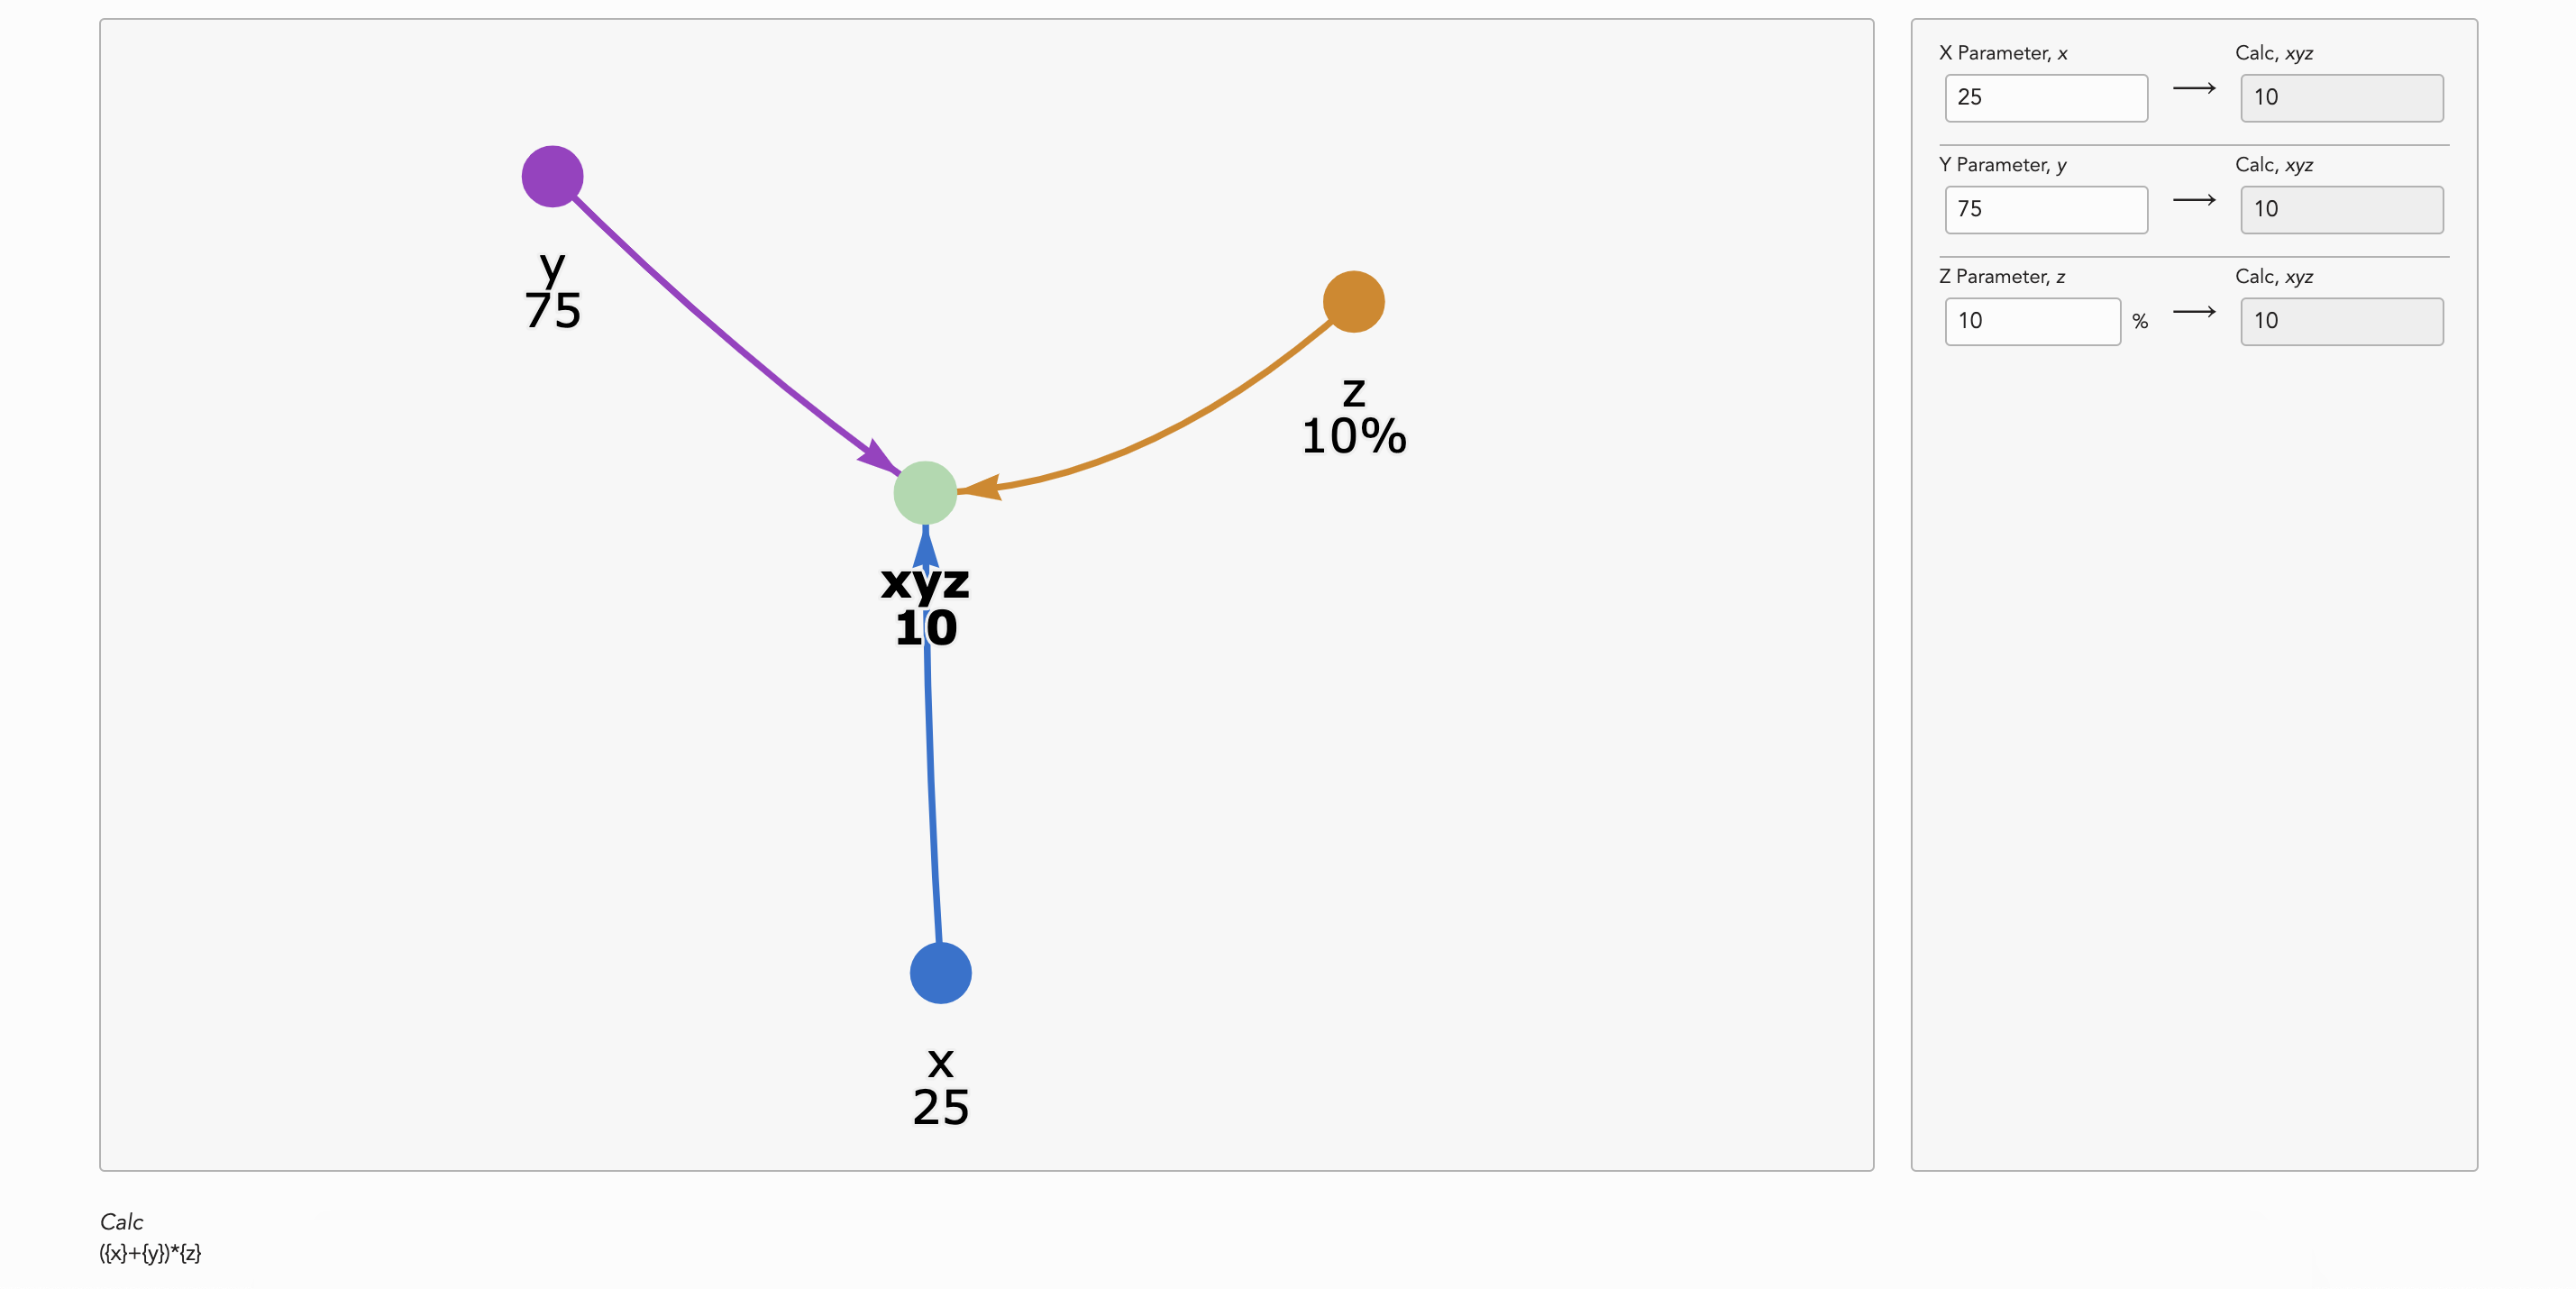 y
75
z
10%
xyz
10
x
25
X Parameter, x
Calc, xyz
25
10
Y Parameter, y
Calc, xyz
75
10
Z Parameter, z
Calc, xyz
10
%
10
Calc
({x}+{y})*{z}